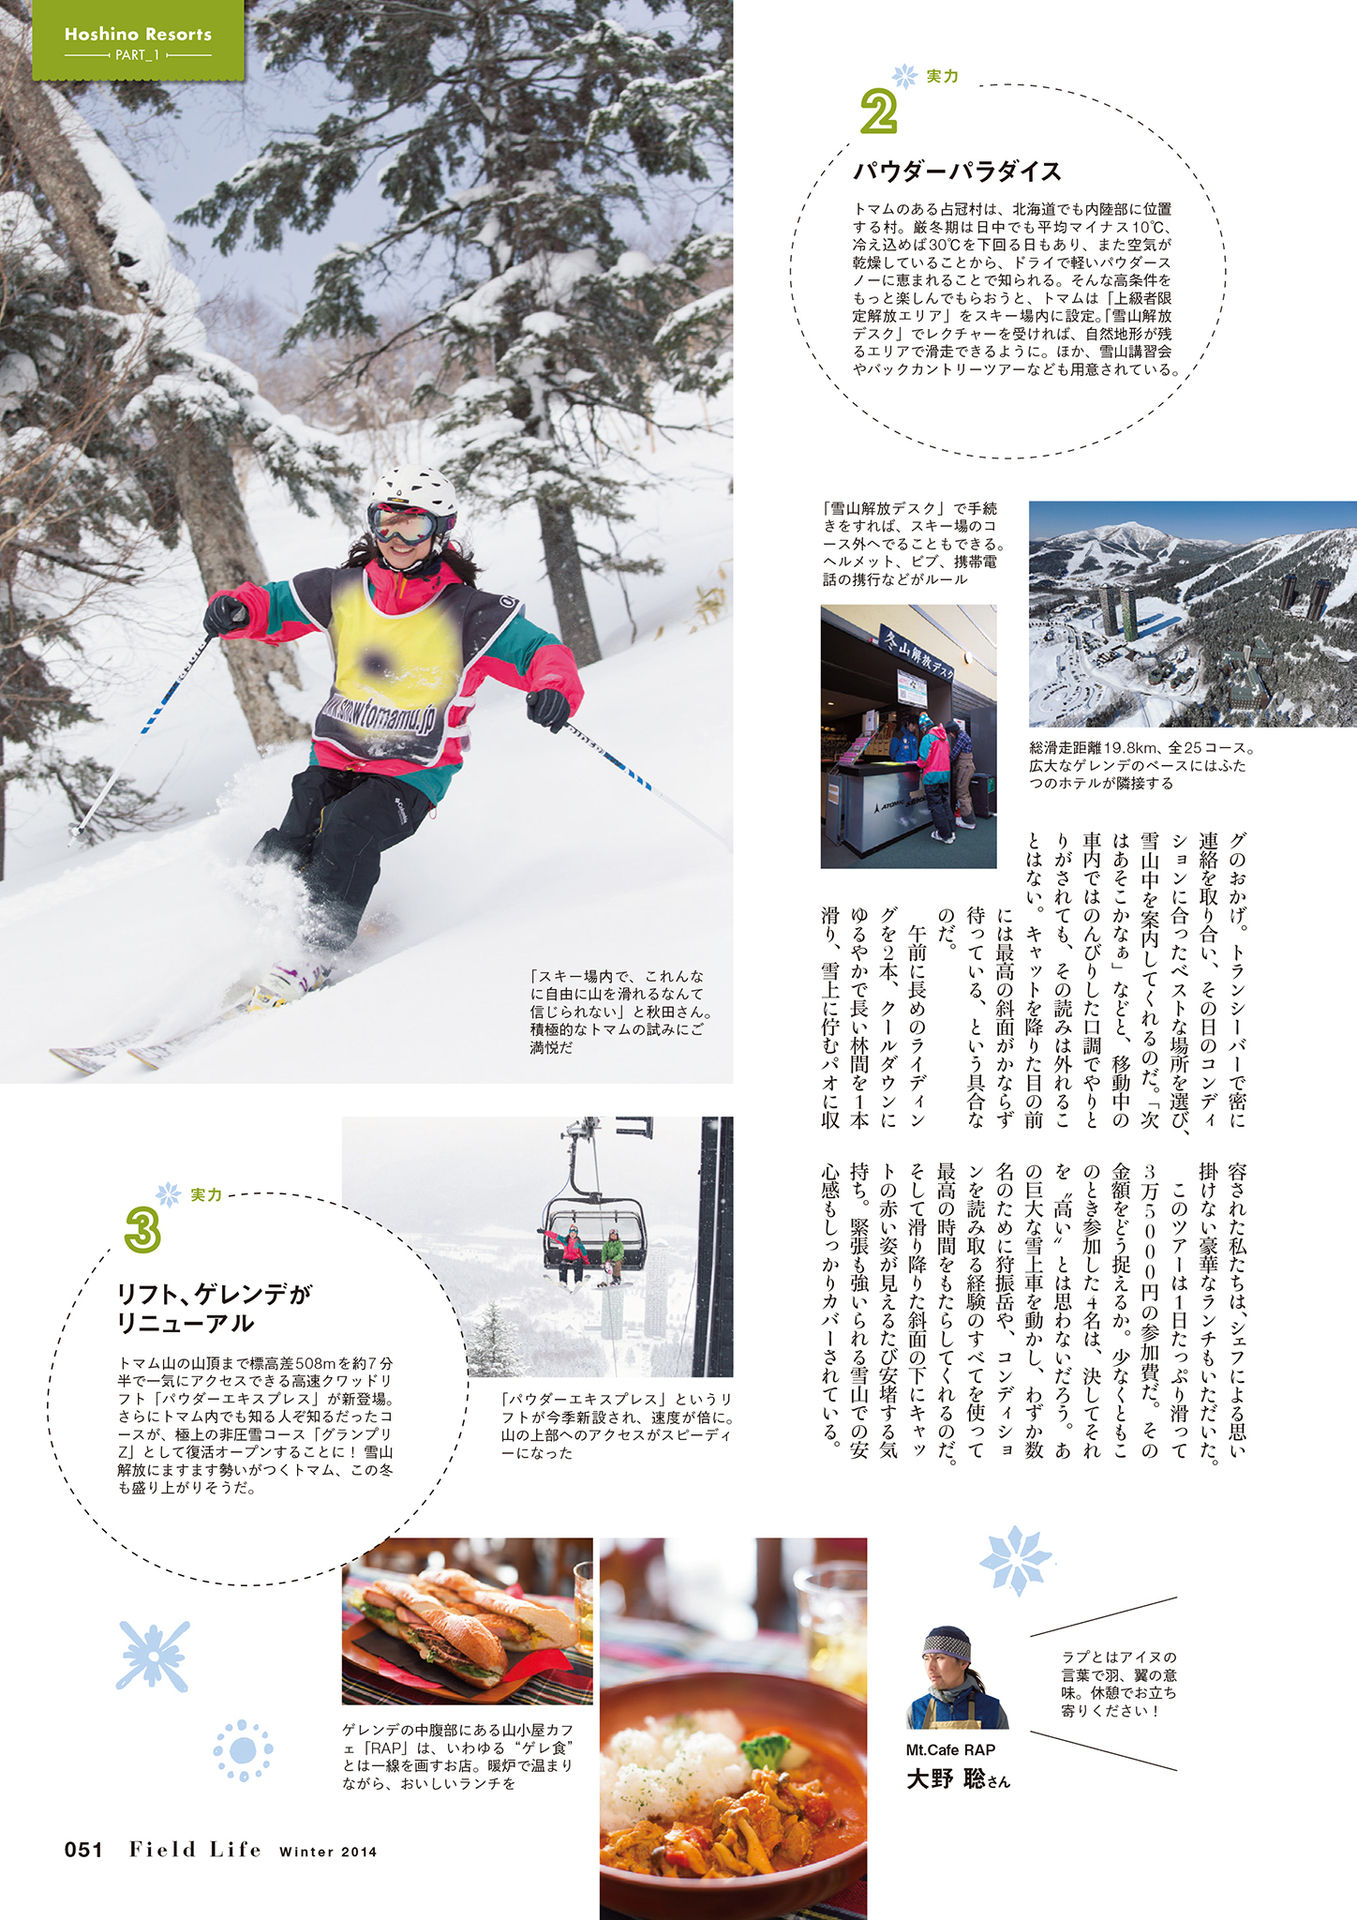 Hoshino Resorts
PART_1
実力
2
パウダーパラダイス
トマムのある占冠村は、北海道でも内陸部に位置
する村。厳冬期は日中でも平均マイナス10℃、
冷え込めば30℃を下回る日もあり、また空気が
乾燥していることから、ドライで軽いパウダース
ノーに恵まれることで知られる。そんな高条件を
もっと楽しんでもらおうと、トマムは「上級者限
定解放エリア」をスキー場内に設定。「雪山解放
デスク」でレクチャーを受ければ、自然地形が残
るエリアで滑走できるように。ほか、雪山講習会
やバックカントリーツアーなども用意されている。
「雪山解放デスク」で手続
きをすれば、スキー場のコ
ース外へでることもできる。
ヘルメット、ビブ、携帯電
話の携行などがルール
冬山解放デスク
ATOMIC
総滑走距離19.8km、全25コース。
広大なゲレンデのベースにはふた
つのホテルが隣接する
www.snowtomamu.jp
Columbia
「スキー場内で、これんな
に自由に山を滑れるなんて
信じられない」と秋田さん。
積極的なトマムの試みにご
満悦だ
グのおかげ。トランシーバーで密に
連絡を取り合い、その日のコンディ
ションに合ったベストな場所を選び、
雪山中を案内してくれるのだ。「次
はあそこかなぁ」などと、移動中の
車内ではのんびりした口調でやりと
りがされても、その読みは外れるこ
とはない。キャットを降りた目の前
には最高の斜面がかならず
待っている、という具合な
のだ。
午前に長めのライディン
グを2本、クールダウンに
ゆるやかで長い林間を1本
滑り、雪上に佇むパオに収
容された私たちは、シェフによる思い
掛けない豪華なランチもいただいた。
このツアーは1日たっぷり滑って
3万5000円の参加費だ。その
金額をどう捉えるか。少なくともこ
のとき参加した4名は、決してそれ
を〝高い〟とは思わないだろう。あ
の巨大な雪上車を動かし、わずか数
名のために狩振岳や、コンディショ
ンを読み取る経験のすべてを使って
最高の時間をもたらしてくれるのだ。
そして滑り降りた斜面の下にキャッ
トの赤い姿が見えるたび安堵する気
持ち。緊張も強いられる雪山での安
心感もしっかりカバーされている。
実力
3
リフト、ゲレンデが
リニューアル
トマム山の山頂まで標高差508mを約7分
半で一気にアクセスできる高速クワッドリ
フト「パウダーエキスプレス」が新登場。
さらにトマム内でも知る人ぞ知るだったコ
ースが、極上の非圧雪コース「グランプリ
Z」として復活オープンすることに！ 雪山
解放にますます勢いがつくトマム、この冬
も盛り上がりそうだ。
「パウダーエキスプレス」というリ
フトが今季新設され、速度が倍に。
山の上部へのアクセスがスピーディ
ーになった
ゲレンデの中腹部にある山小屋カフ
ェ「RAP」は、いわゆる“ゲレ食”
とは一線を画すお店。暖炉で温まり
ながら、おいしいランチを
ラプとはアイヌの
言葉で羽、翼の意
味。休憩でお立ち
寄りください！
Mt.Cafe RAP
大野 聡さん
051 Field Life Winter 2014